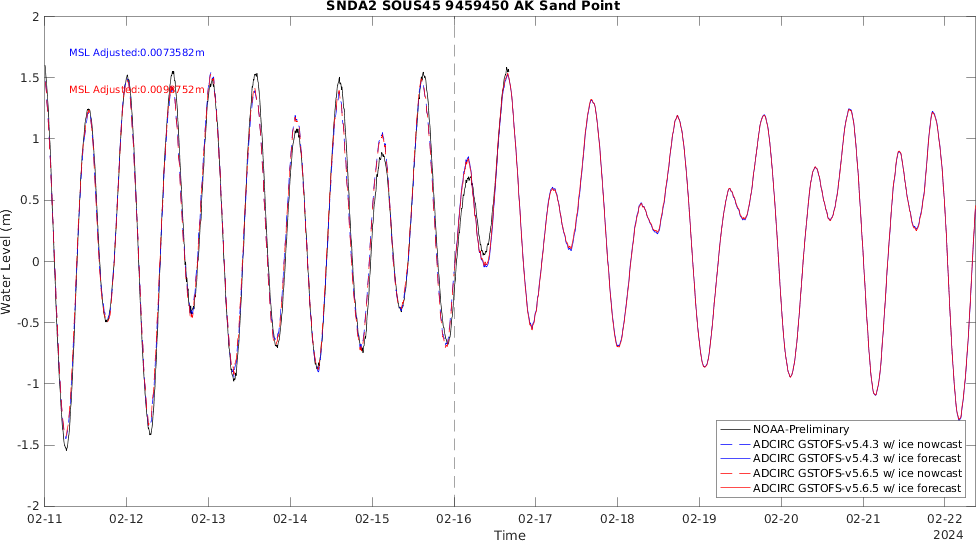 SNDA2 SOUS45 9459450 AK Sand Point
2
1.5
1
0.5
0
-0.5
-1
-1.5
-2
Water Level (m)
MSL Adjusted:0.0073582m
MSL
NOAA-Preliminary
ADCIRC GSTOFS-v5.4.3 w/ ice nowcast
ADCIRC GSTOFS-v5.4.3 w/ ice forecast
ADCIRC GSTOFS-v5.6.5 w/ ice nowcast
ADCIRC GSTOFS-v5.6.5 w/ ice forecast
02-11 02-12 02-13 02-14 02-15 02-16 02-17 02-18 02-19 02-20 02-21 02-22
Time
2024